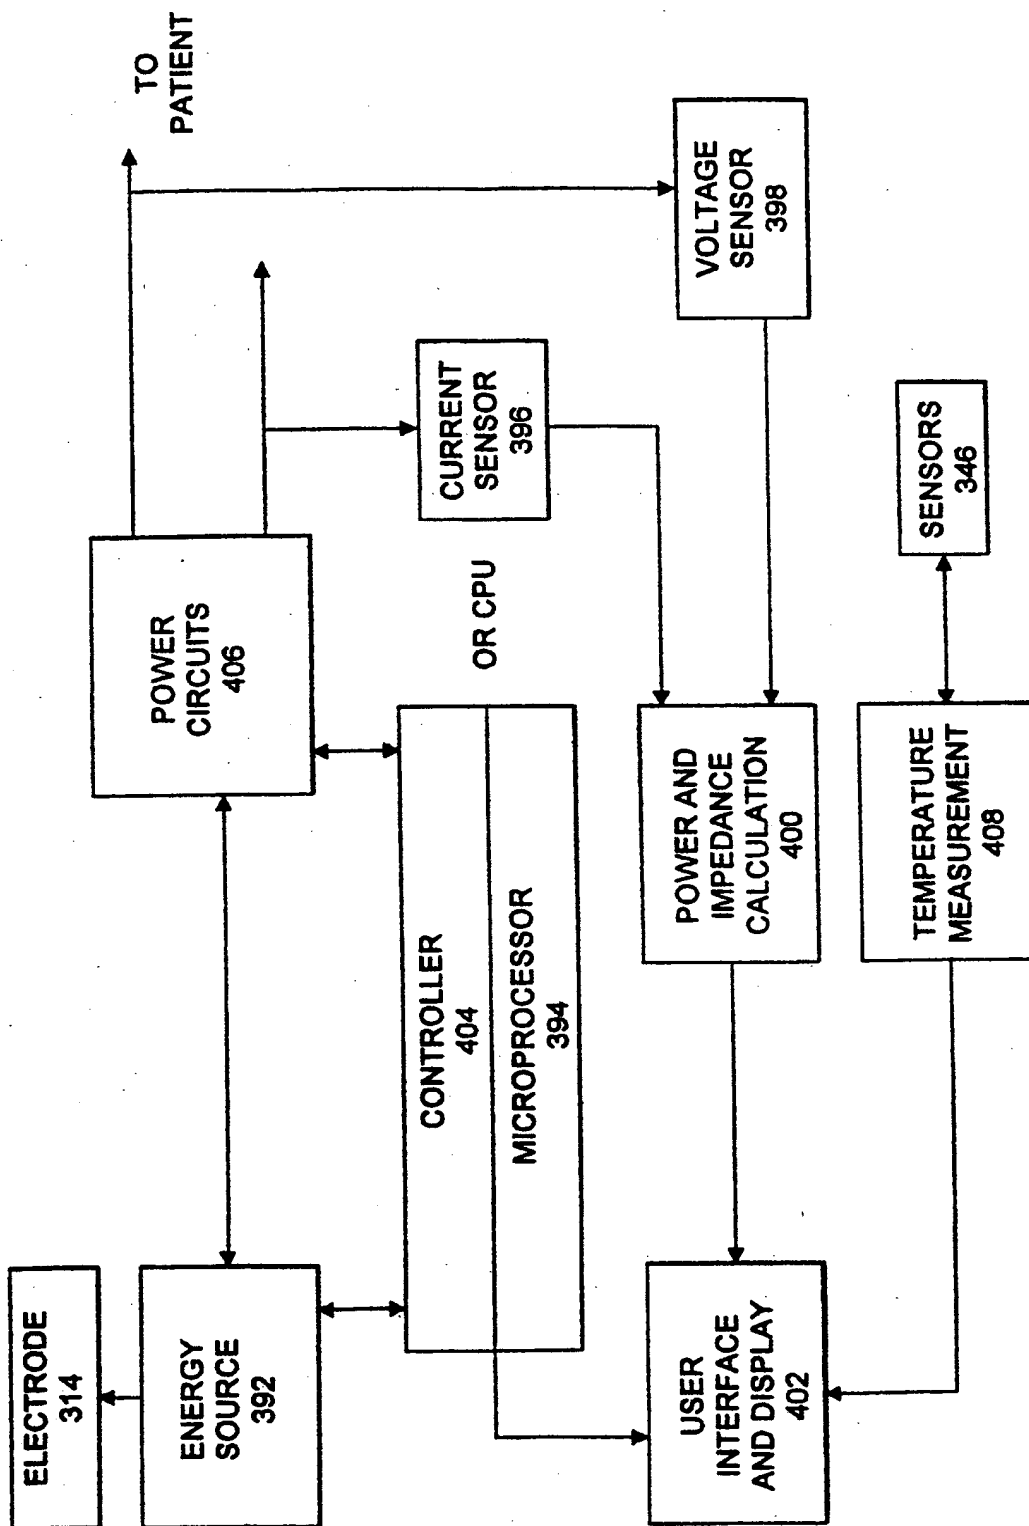 ELECTRODE
314
ENERGY
SOURCE
392
POWER
CIRCUITS
406
TO
PATIENT
CONTROLLER
404
MICROPROCESSOR
394
OR CPU
CURRENT
SENSOR
396
VOLTAGE
SENSOR
398
USER
INTERFACE
AND DISPLAY
402
POWER AND
IMPEDANCE
CALCULATION
400
TEMPERATURE
MEASUREMENT
408
SENSORS
346